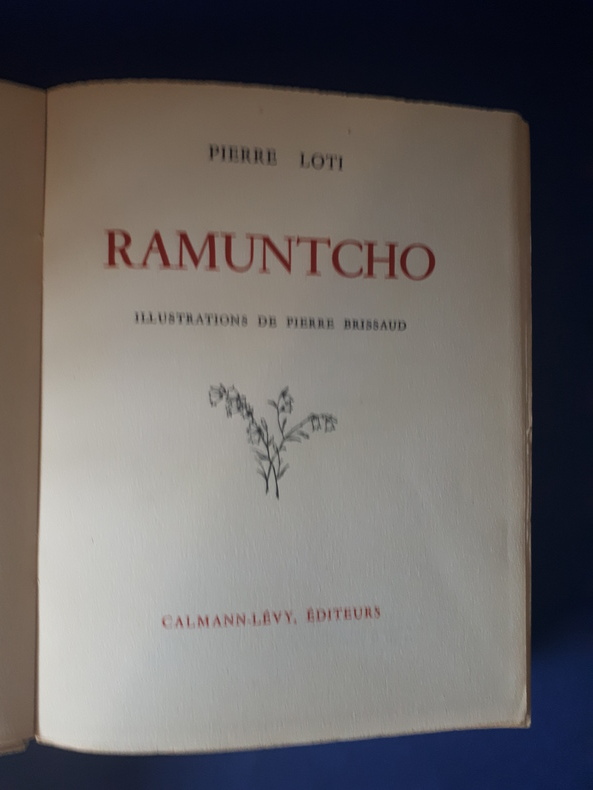 PIERRE LOTI
RAMUNTCHO
ILLUSTRATIONS DE PIERRE BRISSAUD
CALMANN-LÉVY, ÉDITEURS